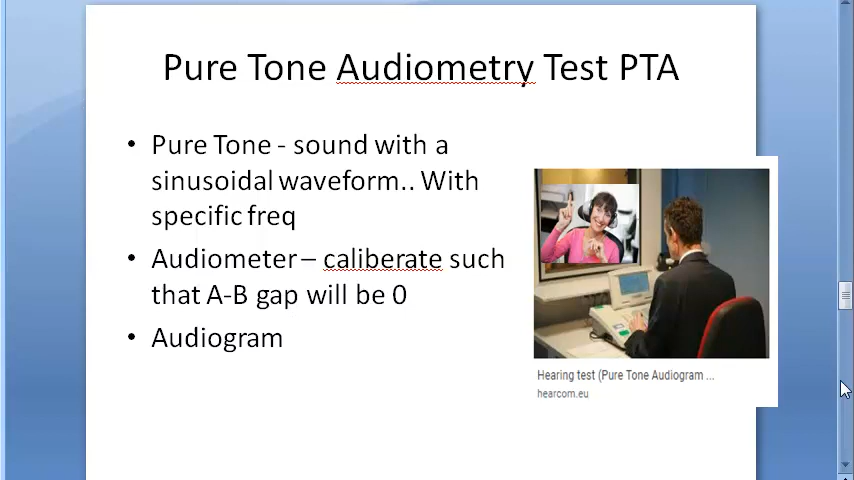 Pure Tone Audiometry Test PTA
• Pure Tone - sound with a
sinusoidal waveform.. With
specific freq
• Audiometer – caliberate such
that A-B gap will be 0
• Audiogram
Hearing test (Pure Tone Audiogram ...
hearcom.eu